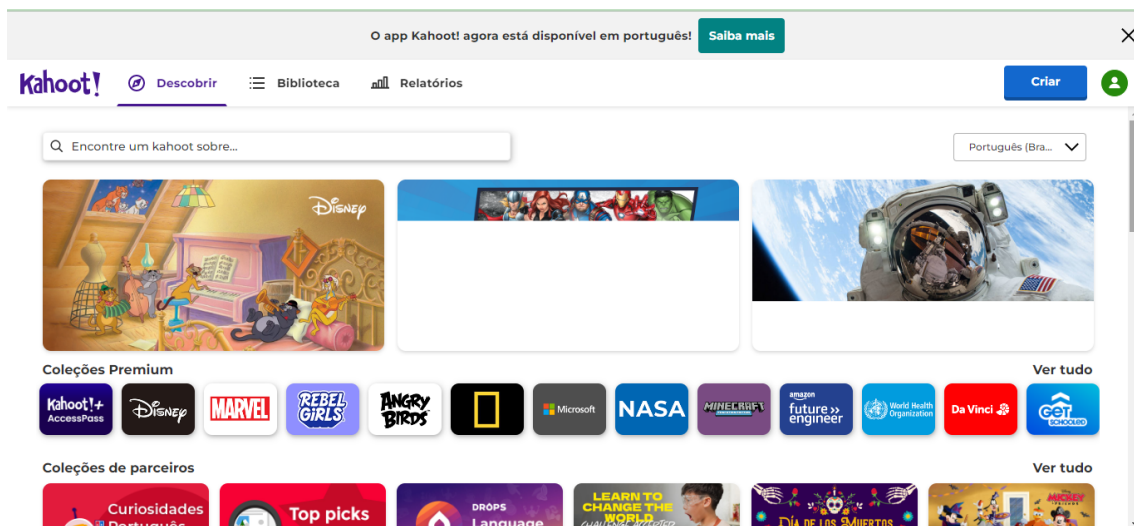 O app Kahoot! agora está disponível em português! Saiba mais
Kahoot! Descobrir Biblioteca Relatórios Criar
Encontre um kahoot sobre... Português (Bra...
DISNEY
Coleções Premium Ver tudo
Kahoot!+ AccessPass
DISNEY
MARVEL
REBEL GIRLS
ANGRY BIRDS
Microsoft
NASA
MINECRAFT
amazon future engineer
World Health Organization
Da Vinci
GET SCHOOLED
Coleções de parceiros Ver tudo
Curiosidades
Português
Top picks
DROPS
Language
LEARN TO
CHANGE THE
WORLD
DÍA DE LOS MUERTOS
MICKEY